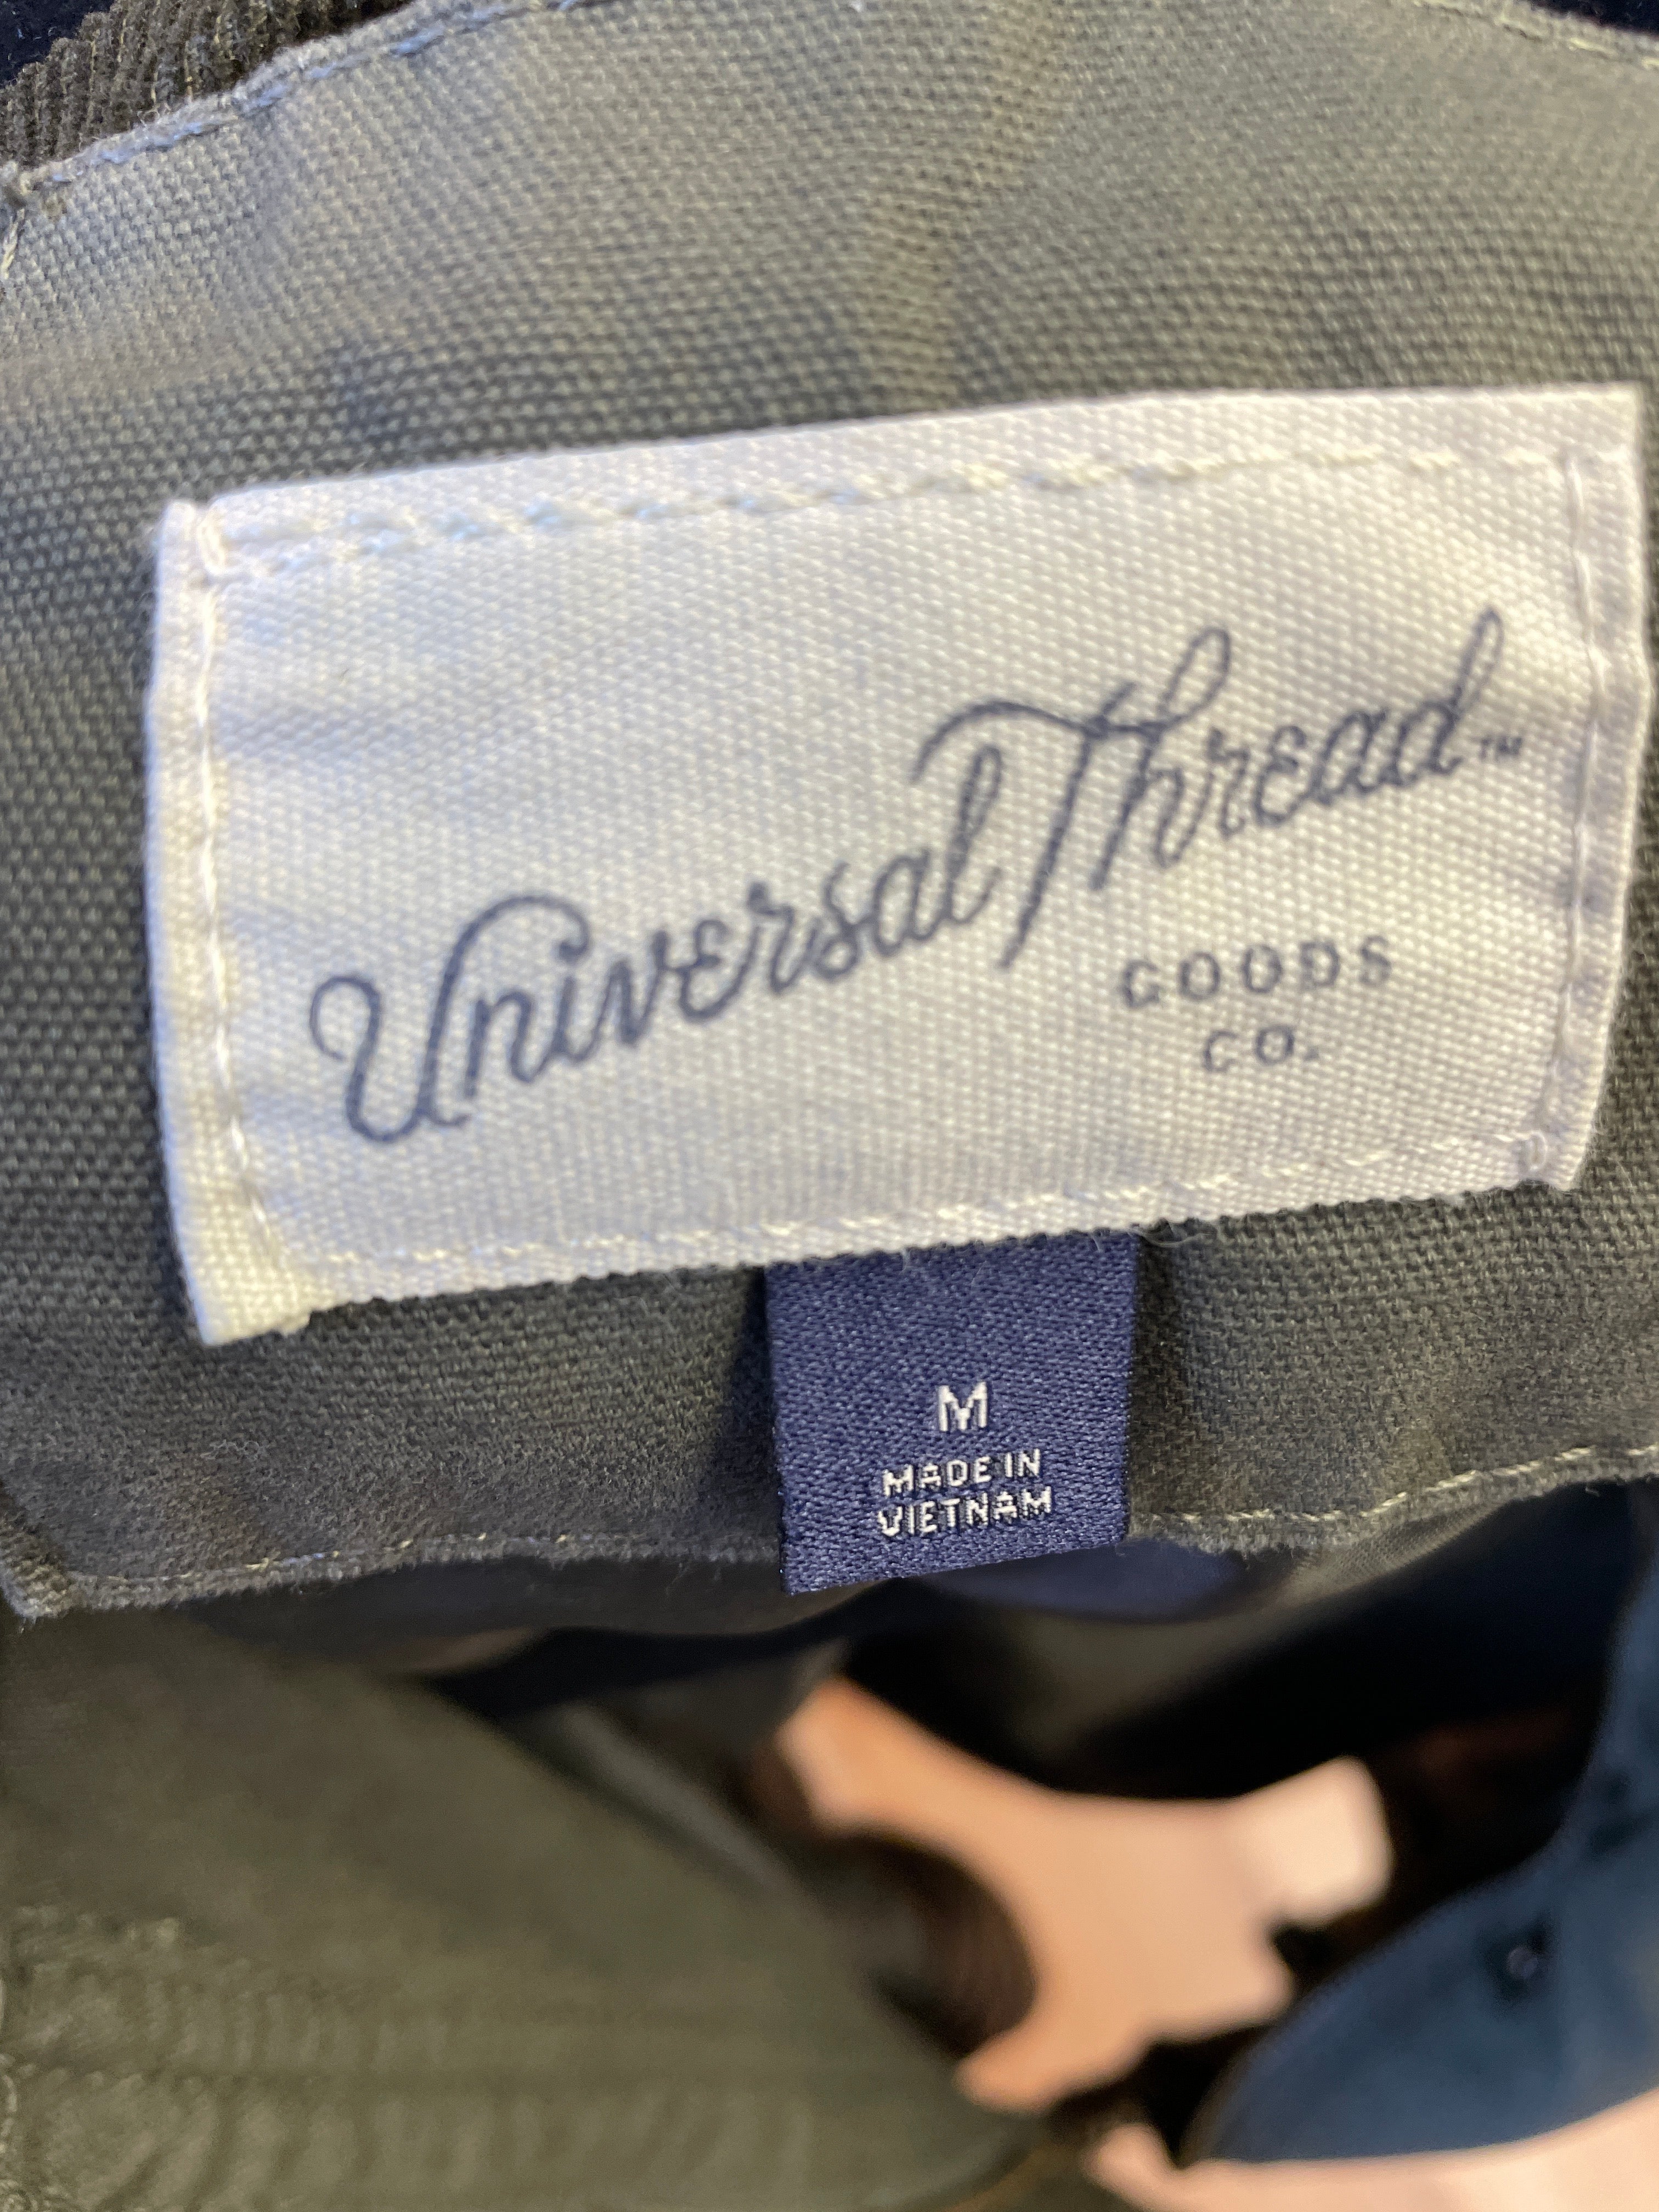 Universal Thread™
GOODS
CO.
M
MADE IN
VIETNAM